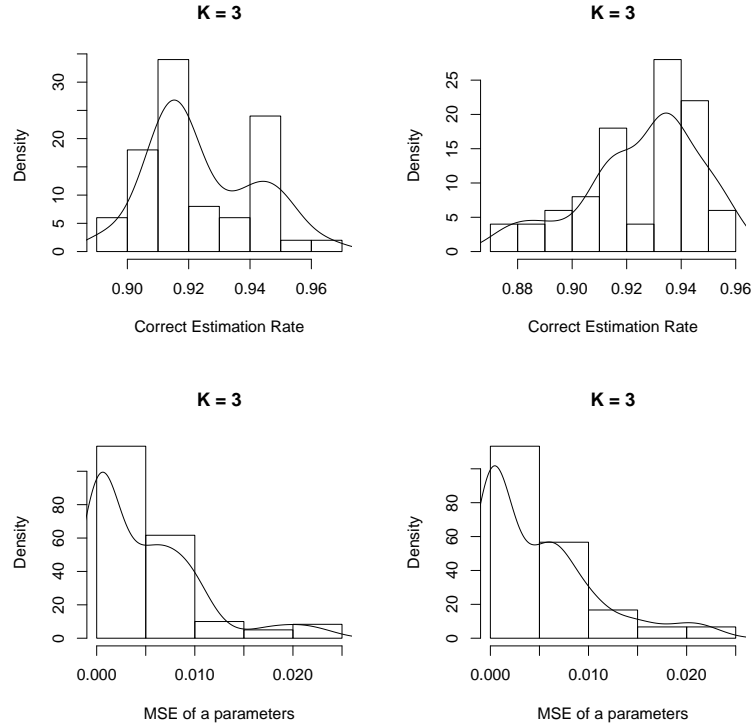 K = 3
Density
0 5 10 20 30
0.90 0.92 0.94 0.96
Correct Estimation Rate
K = 3
Density
0 5 10 15 20 25
0.88 0.90 0.92 0.94 0.96
Correct Estimation Rate
K = 3
Density
0 20 40 60 80
0.000 0.010 0.020
MSE of a parameters
K = 3
Density
0 20 40 60 80
0.000 0.010 0.020
MSE of a parameters